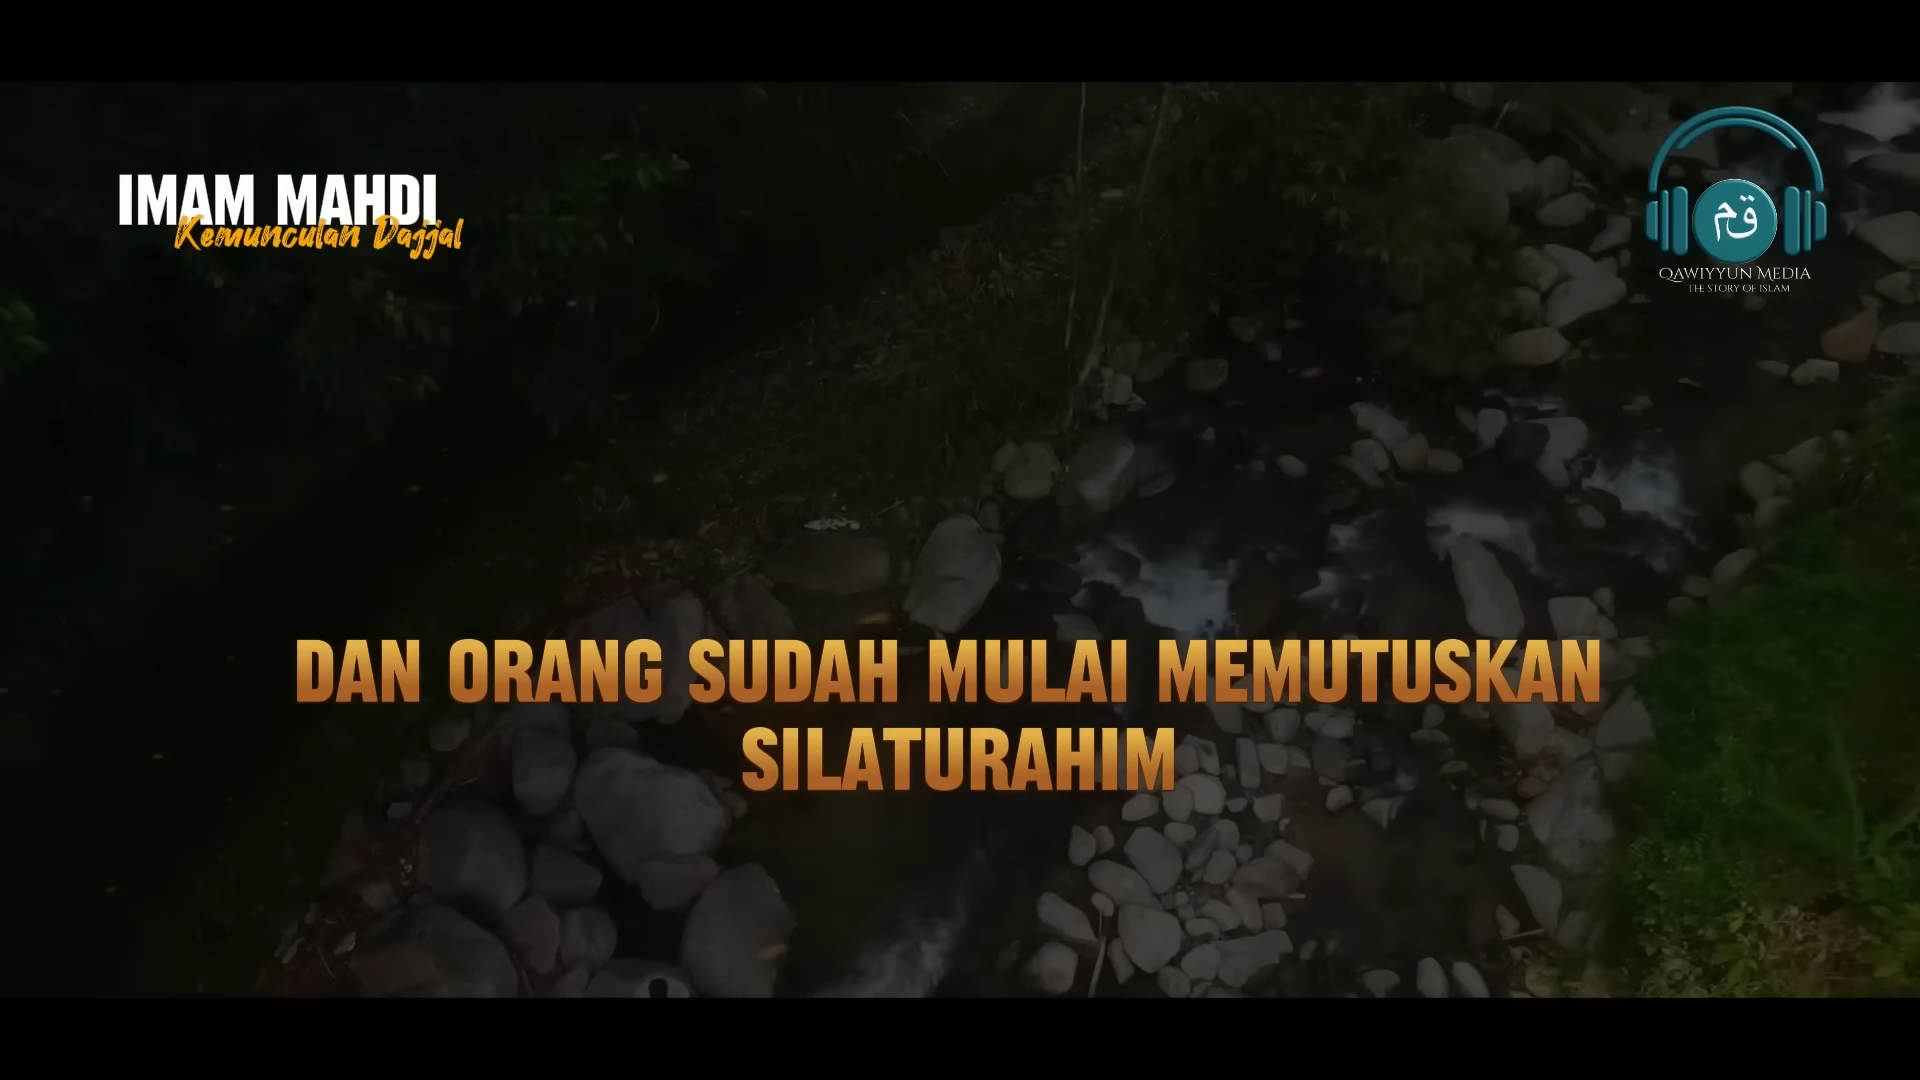 IMAM MAHDI
Kemunculan Dajjal
قم
QAWIYYUN MEDIA
THE STORY OF ISLAM
DAN ORANG SUDAH MULAI MEMUTUSKAN
SILATURAHIM